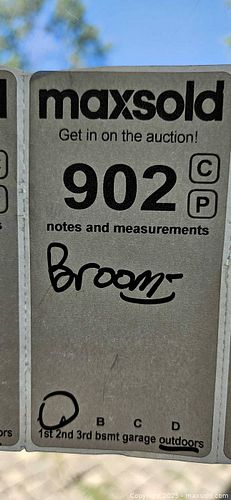 maxsold
Get in on the auction!
902 C
P
notes and measurements
Broom
A B C D
1st 2nd 3rd bsmt garage outdoors
ors
Copyright 2025 - maxsold.com